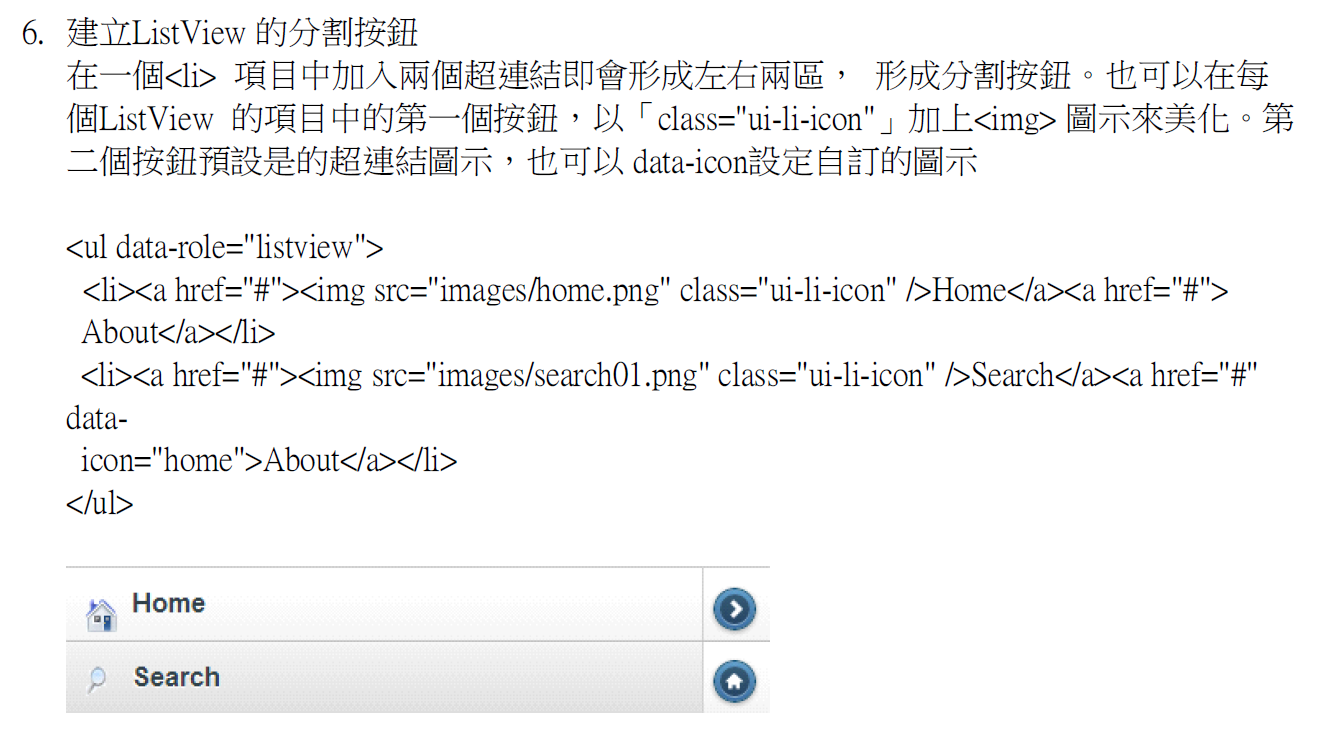 6. 建立ListView 的分割按鈕
在一個<li> 項目中加入兩個超連結即會形成左右兩區， 形成分割按鈕。也可以在每
個ListView 的項目中的第一個按鈕，以「class="ui-li-icon"」加上<img> 圖示來美化。第
二個按鈕預設是的超連結圖示，也可以 data-icon設定自訂的圖示
<ul data-role="listview">
<li><a href="#"><img src="images/home.png" class="ui-li-icon" />Home</a><a href="#">
About</a></li>
<li><a href="#"><img src="images/search01.png" class="ui-li-icon" />Search</a><a href="#"
data-
icon="home">About</a></li>
</ul>
Home
Search